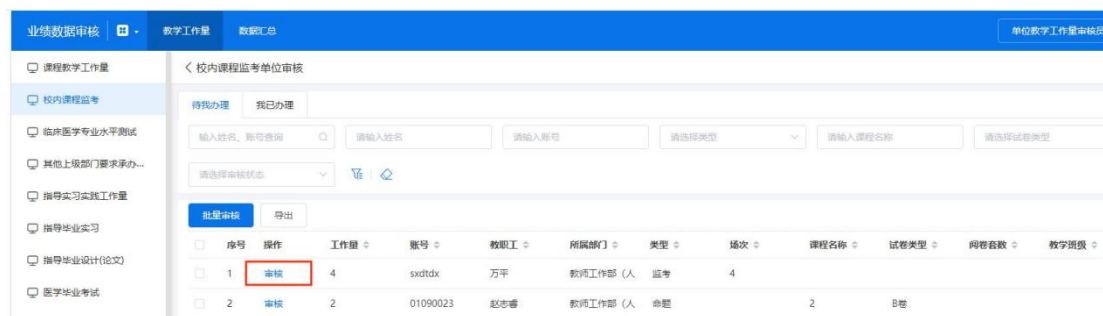 业绩数据审核 教学工作量 数据汇总 单位教学工作量审核员
课程教学工作量
校内课程监考
临床医学专业水平测试
其他上级部门要求承办...
指导实习实践工作量
指导毕业实习
指导毕业设计(论文)
医学毕业考试
校内课程监考单位审核
待我办理 我已办理
输入姓名、账号查询 请输入姓名 请输入账号 请选择类型 请输入课程名称 请选择试卷类型
请选择审核状态
批量审核 导出
序号 操作 工作量 账号 教职工 所属部门 类型 场次 课程名称 试卷类型 阅卷套数 教学班级
1 审核 4 sxdtdx 万平 教师工作部（人 监考 4
2 审核 2 01090023 赵志睿 教师工作部（人 命题 2 B卷